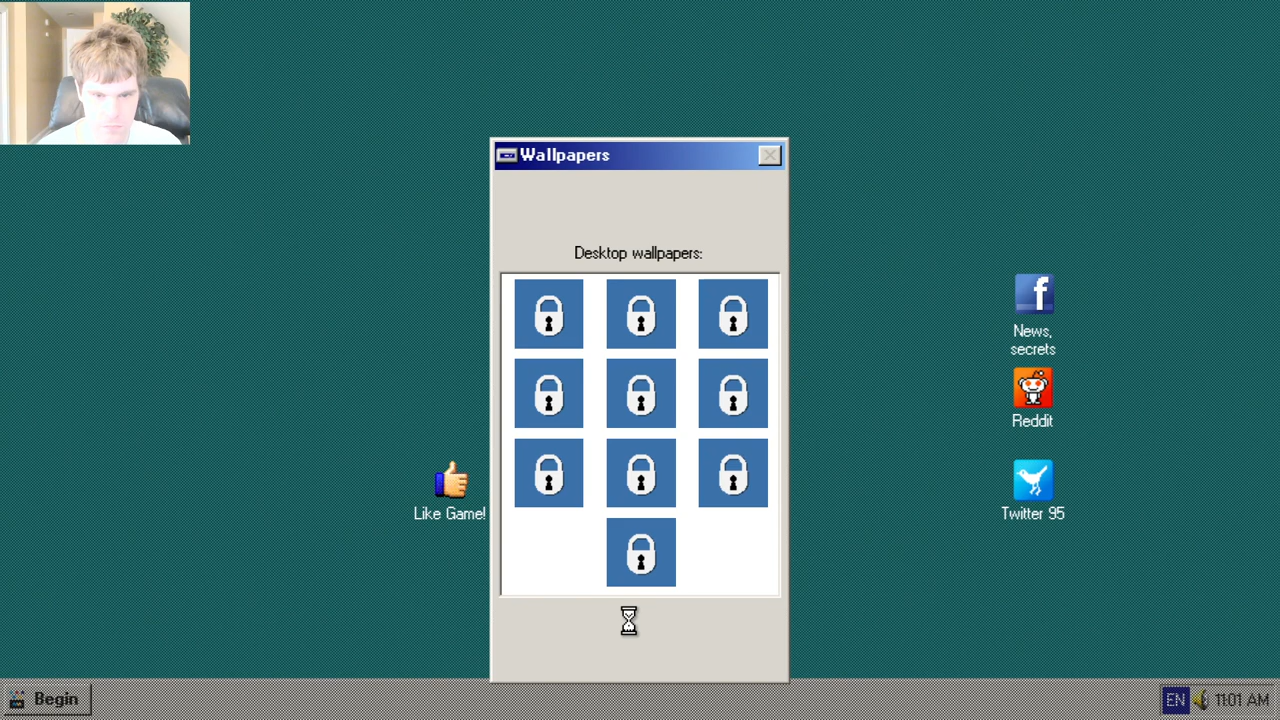 Wallpapers
Desktop wallpapers:
f
News,
secrets
Reddit
Like Game!
Twitter 95
Begin
EN
11:01 AM